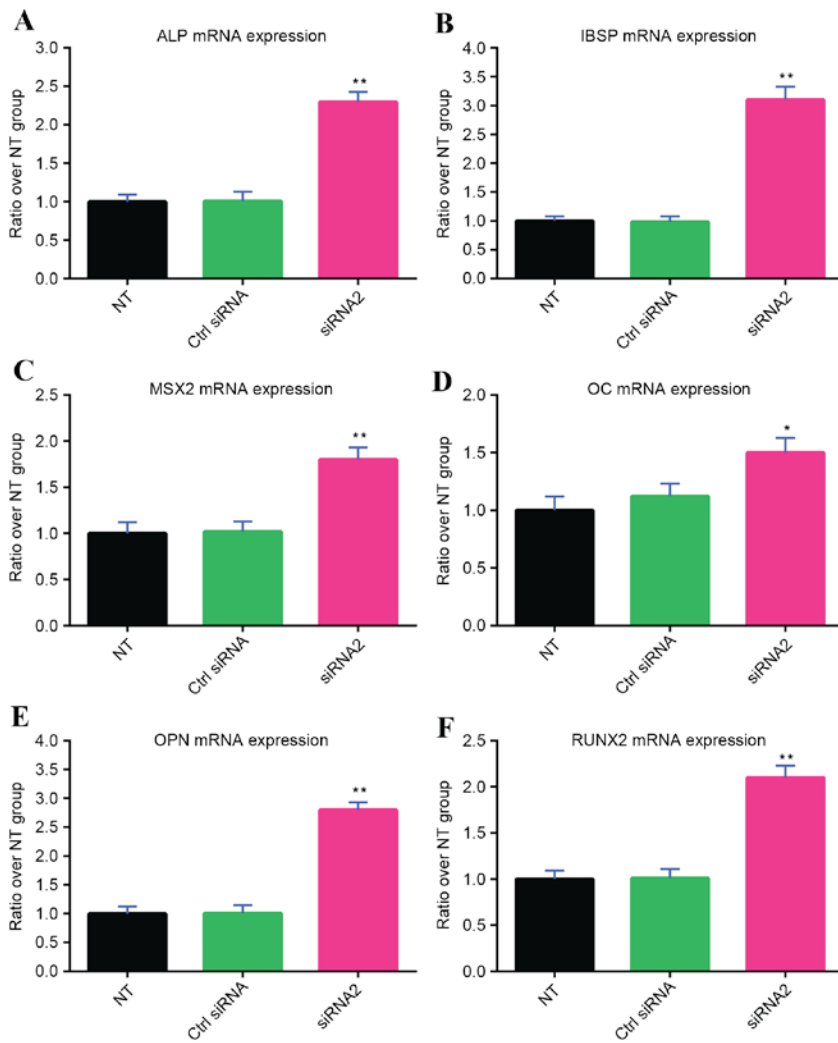 A
ALP mRNA expression
Ratio over NT group
3.0
2.5
2.0
1.5
1.0
0.5
0.0
**
NT
Ctrl siRNA
siRNA2
B
IBSP mRNA expression
Ratio over NT group
4.0
3.5
3.0
2.5
2.0
1.5
1.0
0.5
0.0
**
NT
Ctrl siRNA
siRNA2
C
MSX2 mRNA expression
Ratio over NT group
2.5
2.0
1.5
1.0
0.5
0.0
**
NT
Ctrl siRNA
siRNA2
D
OC mRNA expression
Ratio over NT group
2.0
1.5
1.0
0.5
0.0
*
NT
Ctrl siRNA
siRNA2
E
OPN mRNA expression
Ratio over NT group
4.0
3.5
3.0
2.5
2.0
1.5
1.0
0.5
0.0
**
NT
Ctrl siRNA
siRNA2
F
RUNX2 mRNA expression
Ratio over NT group
2.5
2.0
1.5
1.0
0.5
0.0
**
NT
Ctrl siRNA
siRNA2